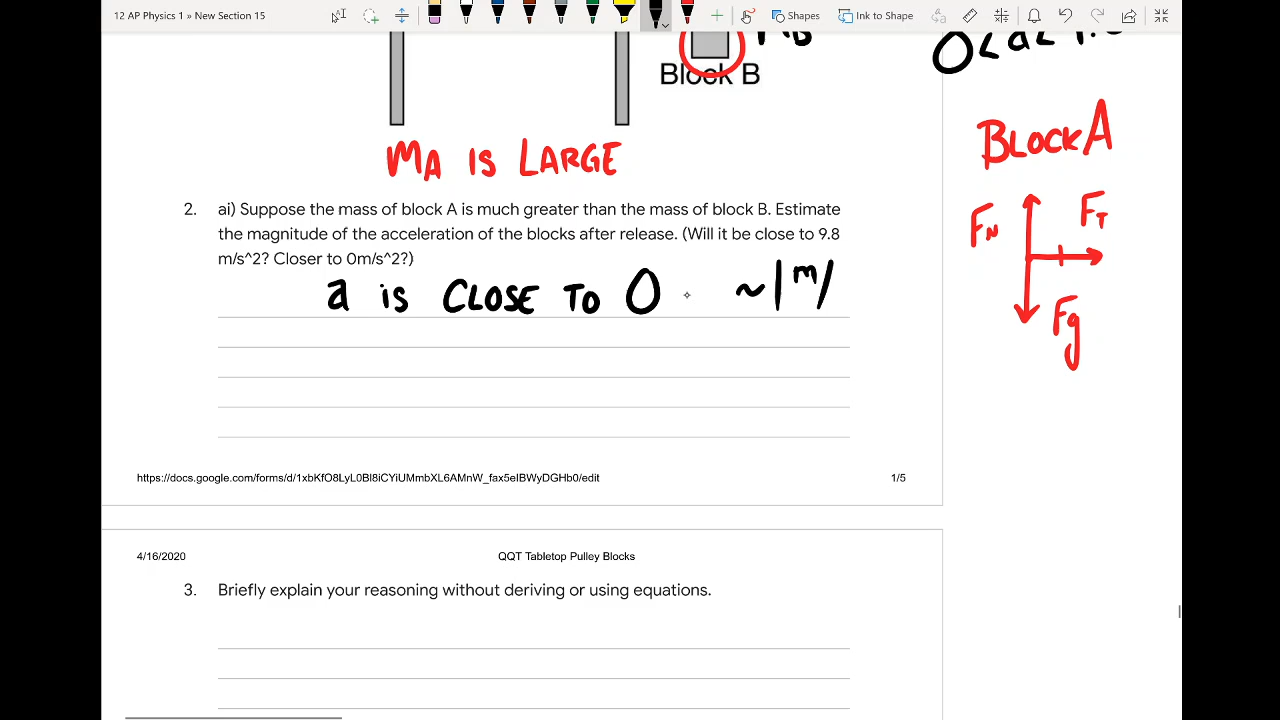 12 AP Physics 1 » New Section 15
Shapes
Ink to Shape
Block B
BLOCK A
MA IS LARGE
FN
FT
Fg
2. ai) Suppose the mass of block A is much greater than the mass of block B. Estimate
the magnitude of the acceleration of the blocks after release. (Will it be close to 9.8
m/s^2? Closer to 0m/s^2?)
a is CLOSE TO 0 ~1 m/
https://docs.google.com/forms/d/1xbKfO8LyL0Bl8iCYiUMmbXL6AMnW_fax5eIBWyDGHb0/edit
1/5
4/16/2020
QQT Tabletop Pulley Blocks
3. Briefly explain your reasoning without deriving or using equations.